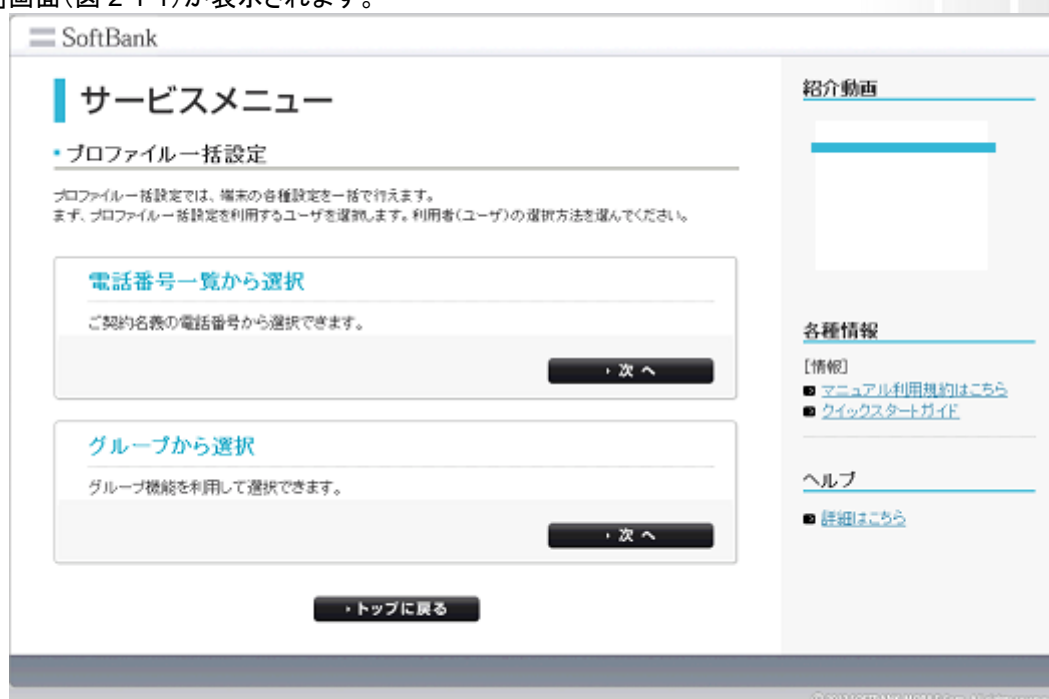 画面(図 2-1-1)が表示されます。
SoftBank
サービスメニュー
プロファイル一括設定
プロファイル一括設定では、端末の各種設定を一括で行えます。
まず、プロファイル一括設定を利用するユーザを選択します。利用者(ユーザ)の選択方法を選んでください。
電話番号一覧から選択
ご契約名義の電話番号から選択できます。
次へ
グループから選択
グループ機能を利用して選択できます。
次へ
トップに戻る
紹介動画
各種情報
[情報]
マニュアル利用規約はこちら
クイックスタートガイド
ヘルプ
詳細はこちら